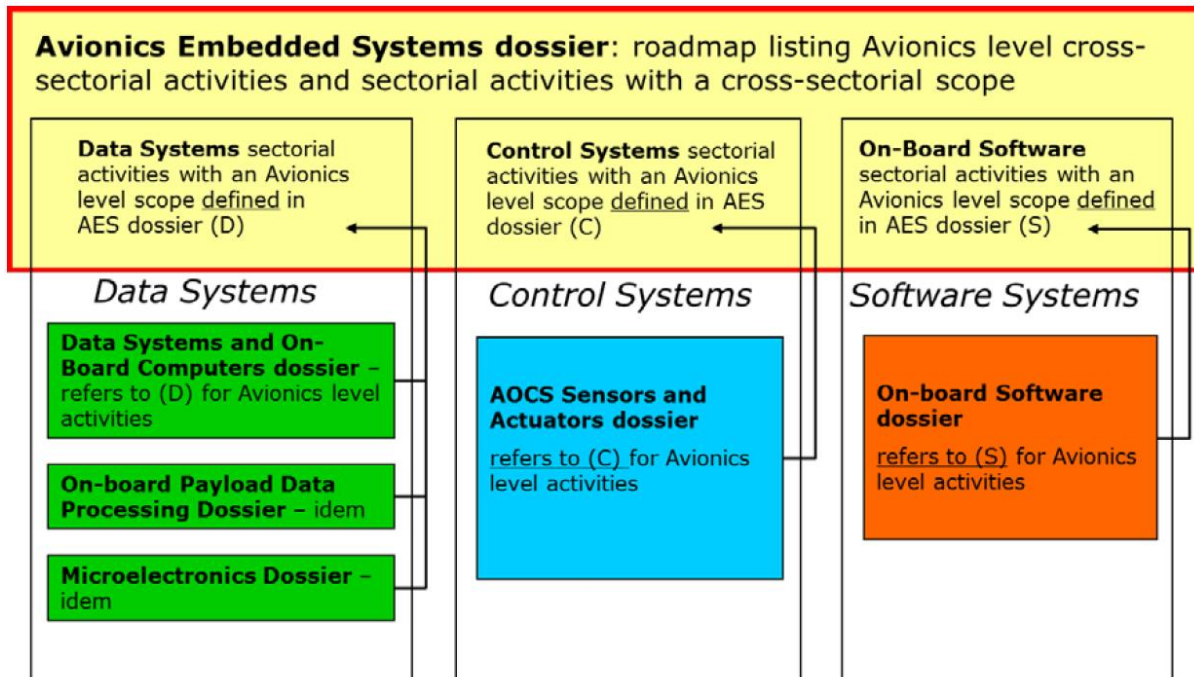 Avionics Embedded Systems dossier: roadmap listing Avionics level cross-
sectorial activities and sectorial activities with a cross-sectorial scope
Data Systems sectorial
activities with an Avionics
level scope defined in
AES dossier (D)
Data Systems
Data Systems and On-
Board Computers dossier –
refers to (D) for Avionics level
activities
On-board Payload Data
Processing Dossier – idem
Microelectronics Dossier –
idem
Control Systems sectorial
activities with an Avionics
level scope defined in AES
dossier (C)
Control Systems
AOCS Sensors and
Actuators dossier
refers to (C) for Avionics
level activities
On-Board Software
sectorial activities with an
Avionics level scope defined
in AES dossier (S)
Software Systems
On-board Software
dossier
refers to (S) for Avionics
level activities